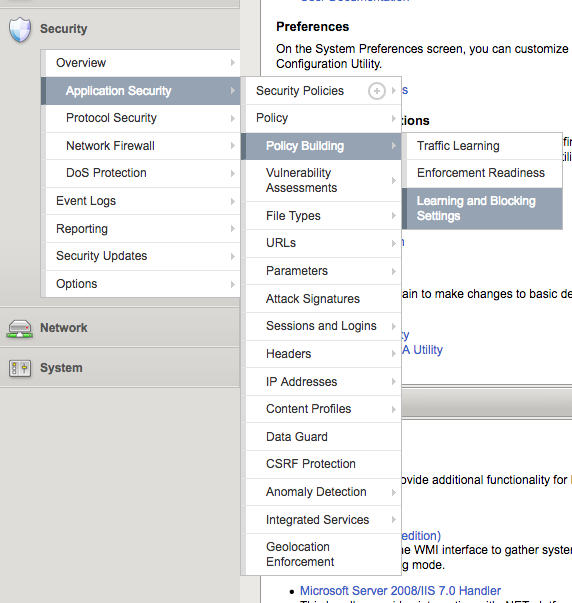 User Documentation
Security
Preferences
On the System Preferences screen, you can customize
Configuration Utility.
Overview
Application Security
Protocol Security
Network Firewall
DoS Protection
Event Logs
Reporting
Security Updates
Options
Network
System
Security Policies
Policy
Policy Building
Vulnerability
Assessments
File Types
URLs
Parameters
Attack Signatures
Sessions and Logins
Headers
IP Addresses
Content Profiles
Data Guard
CSRF Protection
Anomaly Detection
Integrated Services
Geolocation
Enforcement
Traffic Learning
Enforcement Readiness
Learning and Blocking
Settings
to make changes to basic de
A Utility
ovide additional functionality for
edition)
WMI interface to gather syste
g mode.
Microsoft Server 2008/IIS 7.0 Handler